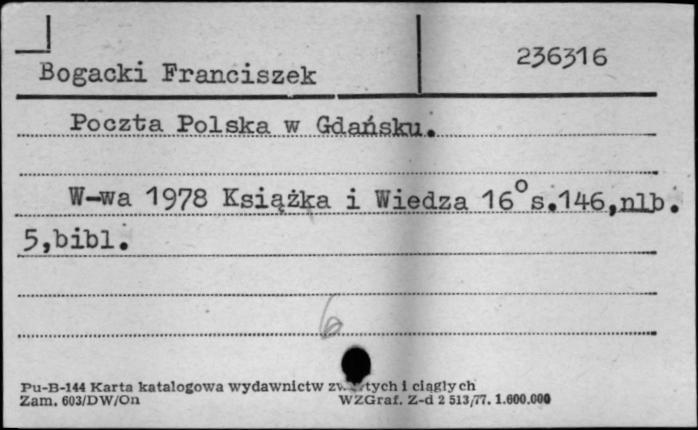 236316
Bogacki Franciszek
Poczta Polska w Gdańsku.
W-wa 1978 Książka i Wiedza 16° s.146,nlb.
5,bibl.
6
Pu-B-144 Karta katalogowa wydawnictw i ciągłych
Zam. 603/DW/On WZGraf. Z-d 2 513/77. 1.600.000